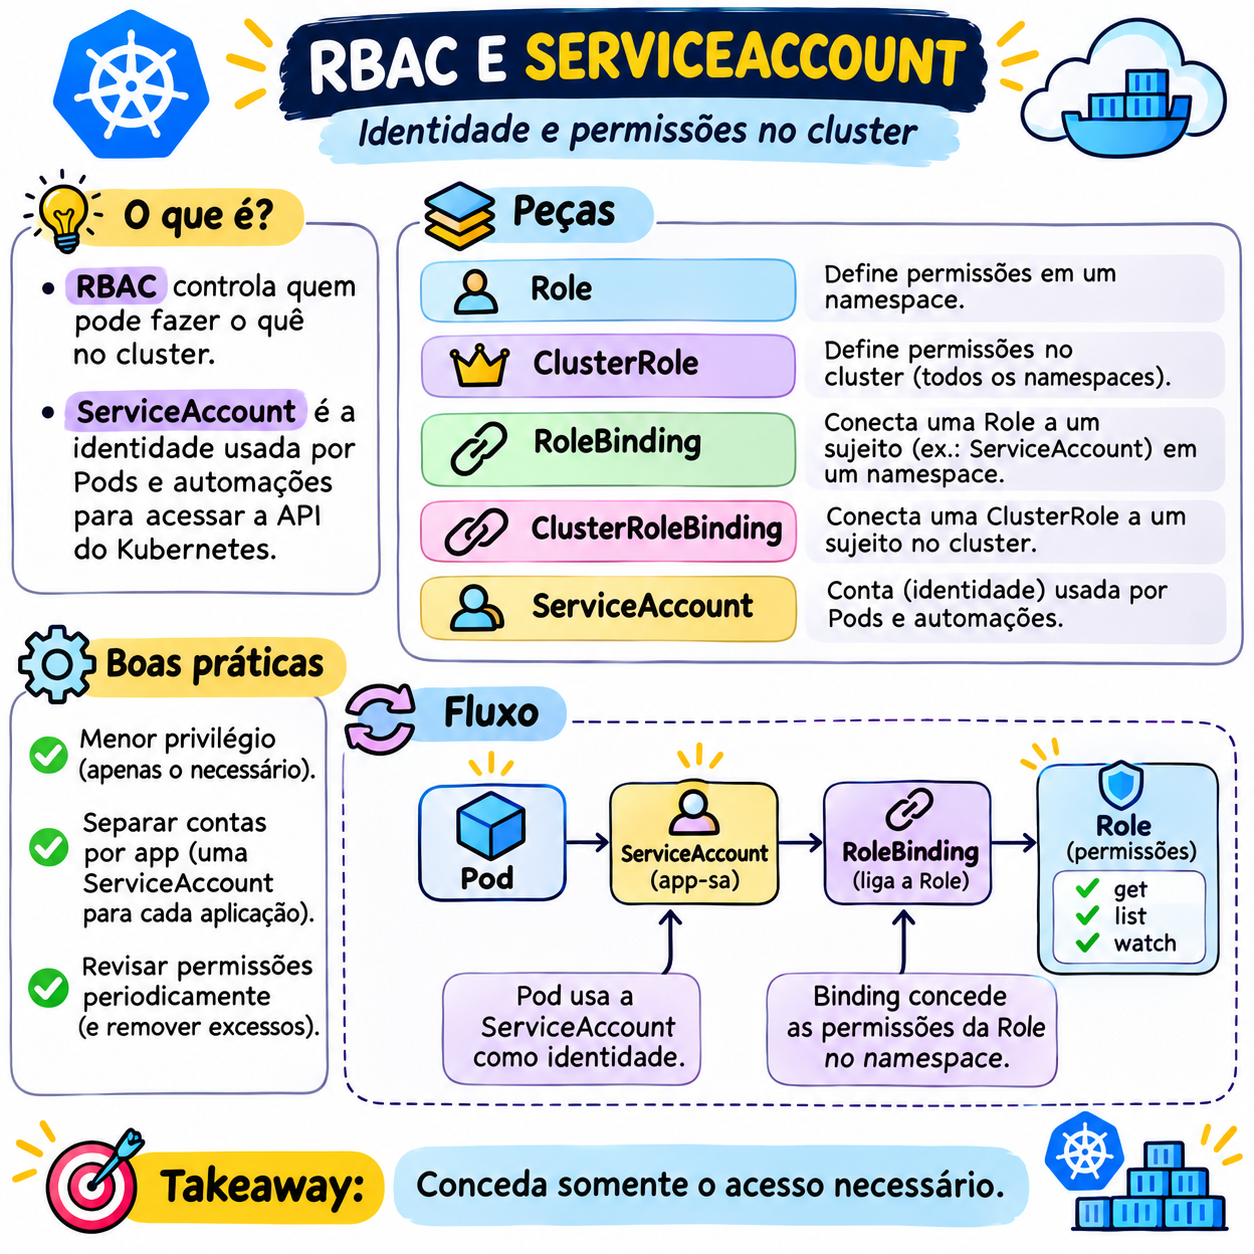 RBAC E SERVICEACCOUNT
Identidade e permissões no cluster
O que é?
• RBAC controla quem
pode fazer o quê
no cluster.
• ServiceAccount é a
identidade usada por
Pods e automações
para acessar a API
do Kubernetes.
Peças
Role
Define permissões em um
namespace.
ClusterRole
Define permissões no
cluster (todos os namespaces).
RoleBinding
Conecta uma Role a um
sujeito (ex.: ServiceAccount) em
um namespace.
ClusterRoleBinding
Conecta uma ClusterRole a um
sujeito no cluster.
ServiceAccount
Conta (identidade) usada por
Pods e automações.
Boas práticas
Menor privilégio
(apenas o necessário).
Separar contas
por app (uma
ServiceAccount
para cada aplicação).
Revisar permissões
periodicamente
(e remover excessos).
Fluxo
Pod
ServiceAccount
(app-sa)
RoleBinding
(liga a Role)
Role
(permissões)
get
list
watch
Pod usa a
ServiceAccount
como identidade.
Binding concede
as permissões da Role
no namespace.
Takeaway:
Conceda somente o acesso necessário.